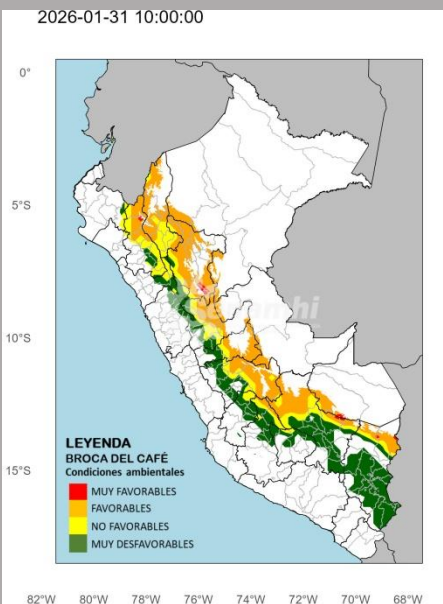 2026-01-31 10:00:00
0°
5°S
10°S
15°S
senamhi
LEYENDA
BROCA DEL CAFÉ
Condiciones ambientales
MUY FAVORABLES
FAVORABLES
NO FAVORABLES
MUY DESFAVORABLES
82°W 80°W 78°W 76°W 74°W 72°W 70°W 68°W